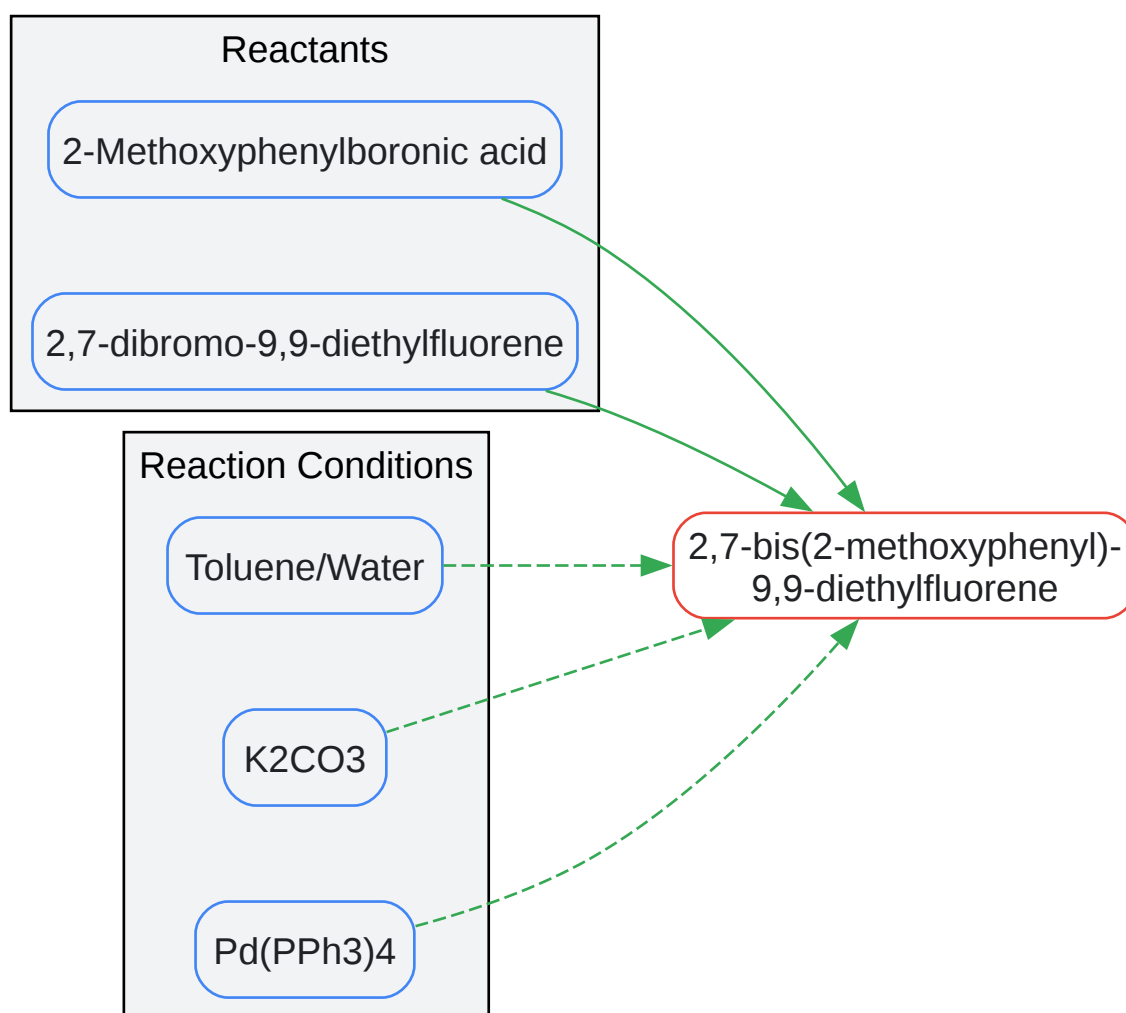 Reactants
2-Methoxyphenylboronic acid
2,7-dibromo-9,9-diethylfluorene
Reaction Conditions
Toluene/Water
K2CO3
Pd(PPh3)4
2,7-bis(2-methoxyphenyl)-
9,9-diethylfluorene